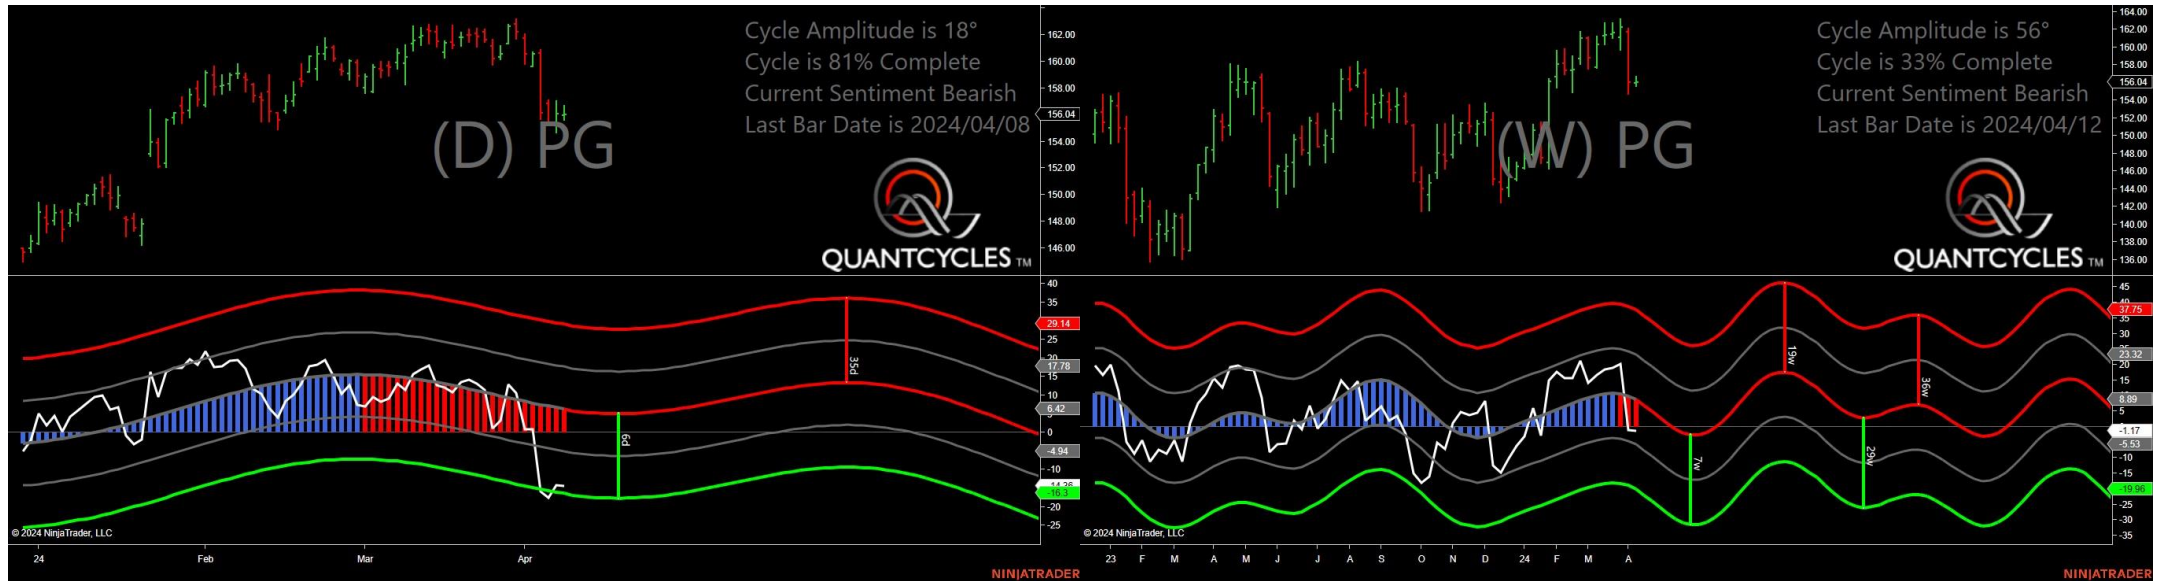 Cycle Amplitude is 18°
Cycle is 81% Complete
Current Sentiment Bearish
Last Bar Date is 2024/04/08
(D) PG
QUANTCYCLES TM
162.00
160.00
158.00
156.04
154.00
152.00
150.00
148.00
146.00
40
35
29.14
25
20
17.78
15
10
6.42
0
-4.94
-10
-16.3
-20
-25
35d
6d
© 2024 NinjaTrader, LLC
24 Feb Mar Apr
NINJATRADER
Cycle Amplitude is 56°
Cycle is 33% Complete
Current Sentiment Bearish
Last Bar Date is 2024/04/12
(W) PG
QUANTCYCLES TM
164.00
162.00
160.00
158.00
156.04
154.00
152.00
150.00
148.00
146.00
144.00
142.00
140.00
138.00
136.00
45
37.75
35
30
23.32
20
15
8.89
5
-1.17
-5.53
-10
-15
-19.96
-25
-30
-35
19w
36w
7w
29w
© 2024 NinjaTrader, LLC
23 F M A M J J A S O N D 24 F M A
NINJATRADER